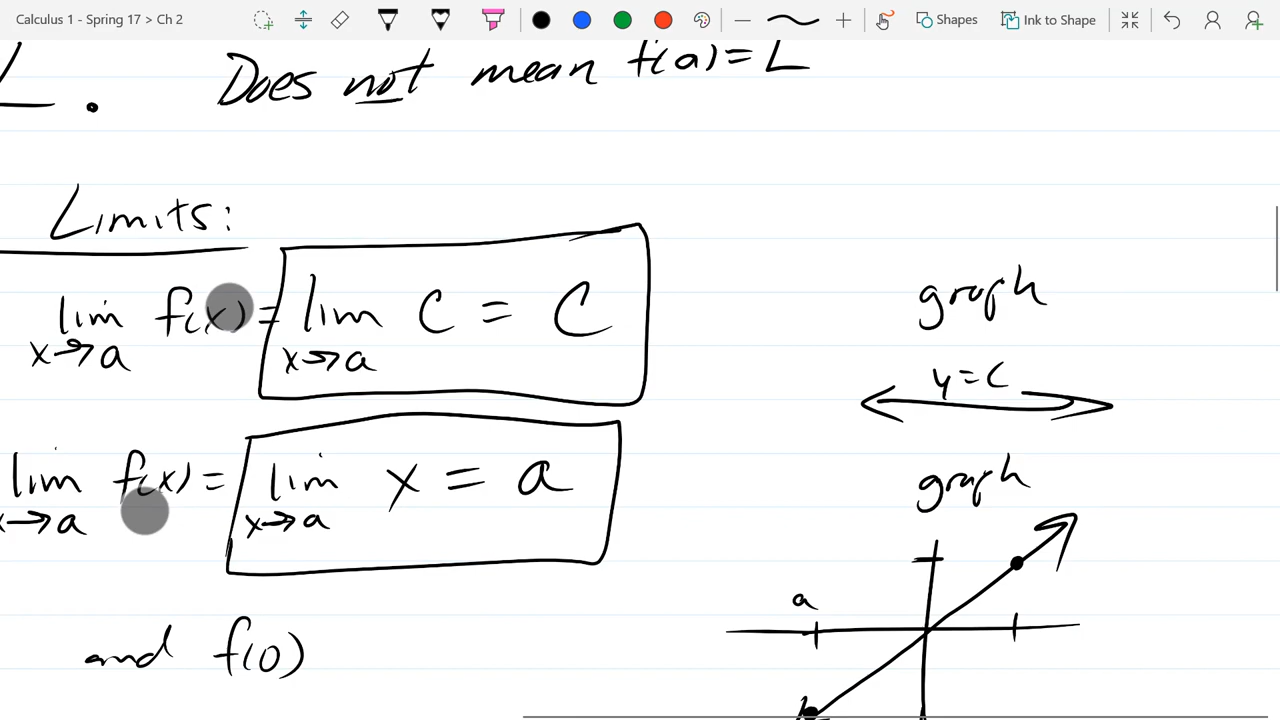 Calculus 1 - Spring 17 > Ch 2
Shapes
Ink to Shape
L. Does not mean f(a)=L
Limits:
lim x→a f(x) = lim x→a C = C
graph
y=c
lim x→a f(x) = lim x→a x = a
graph
a
and f(0)